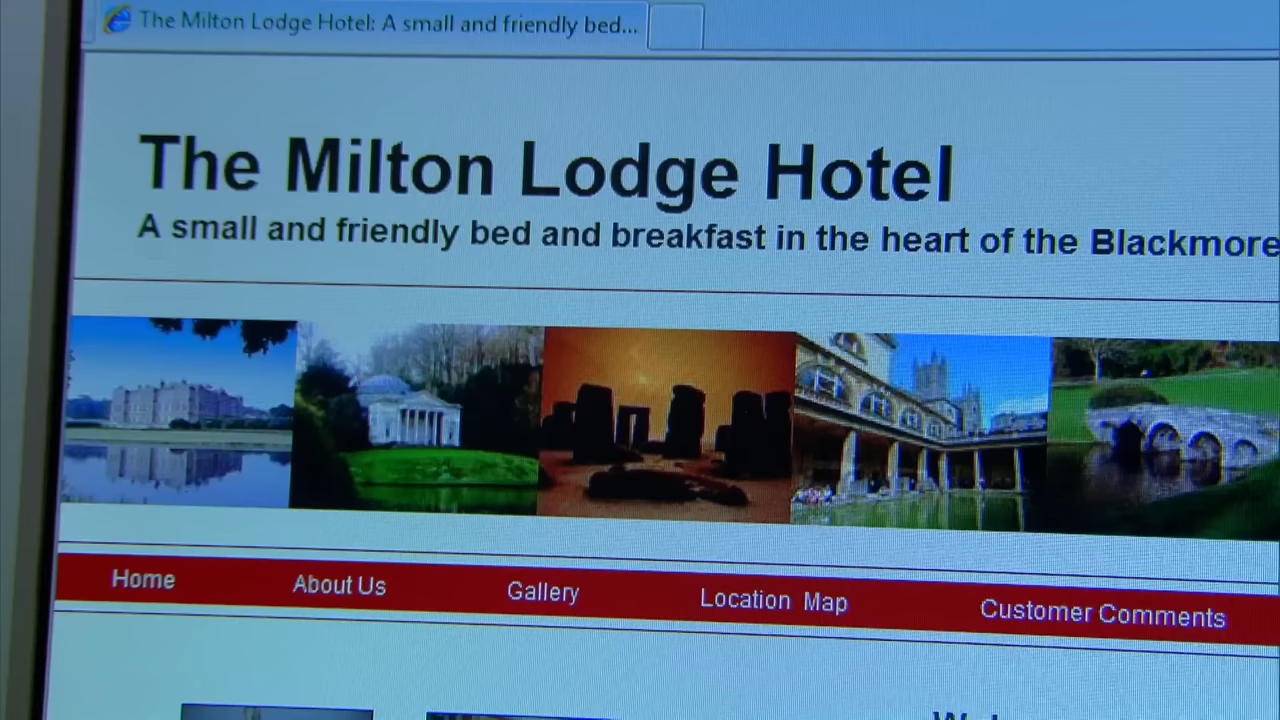 The Milton Lodge Hotel: A small and friendly bed...
The Milton Lodge Hotel
A small and friendly bed and breakfast in the heart of the Blackmore
Home About Us Gallery Location Map Customer Comments